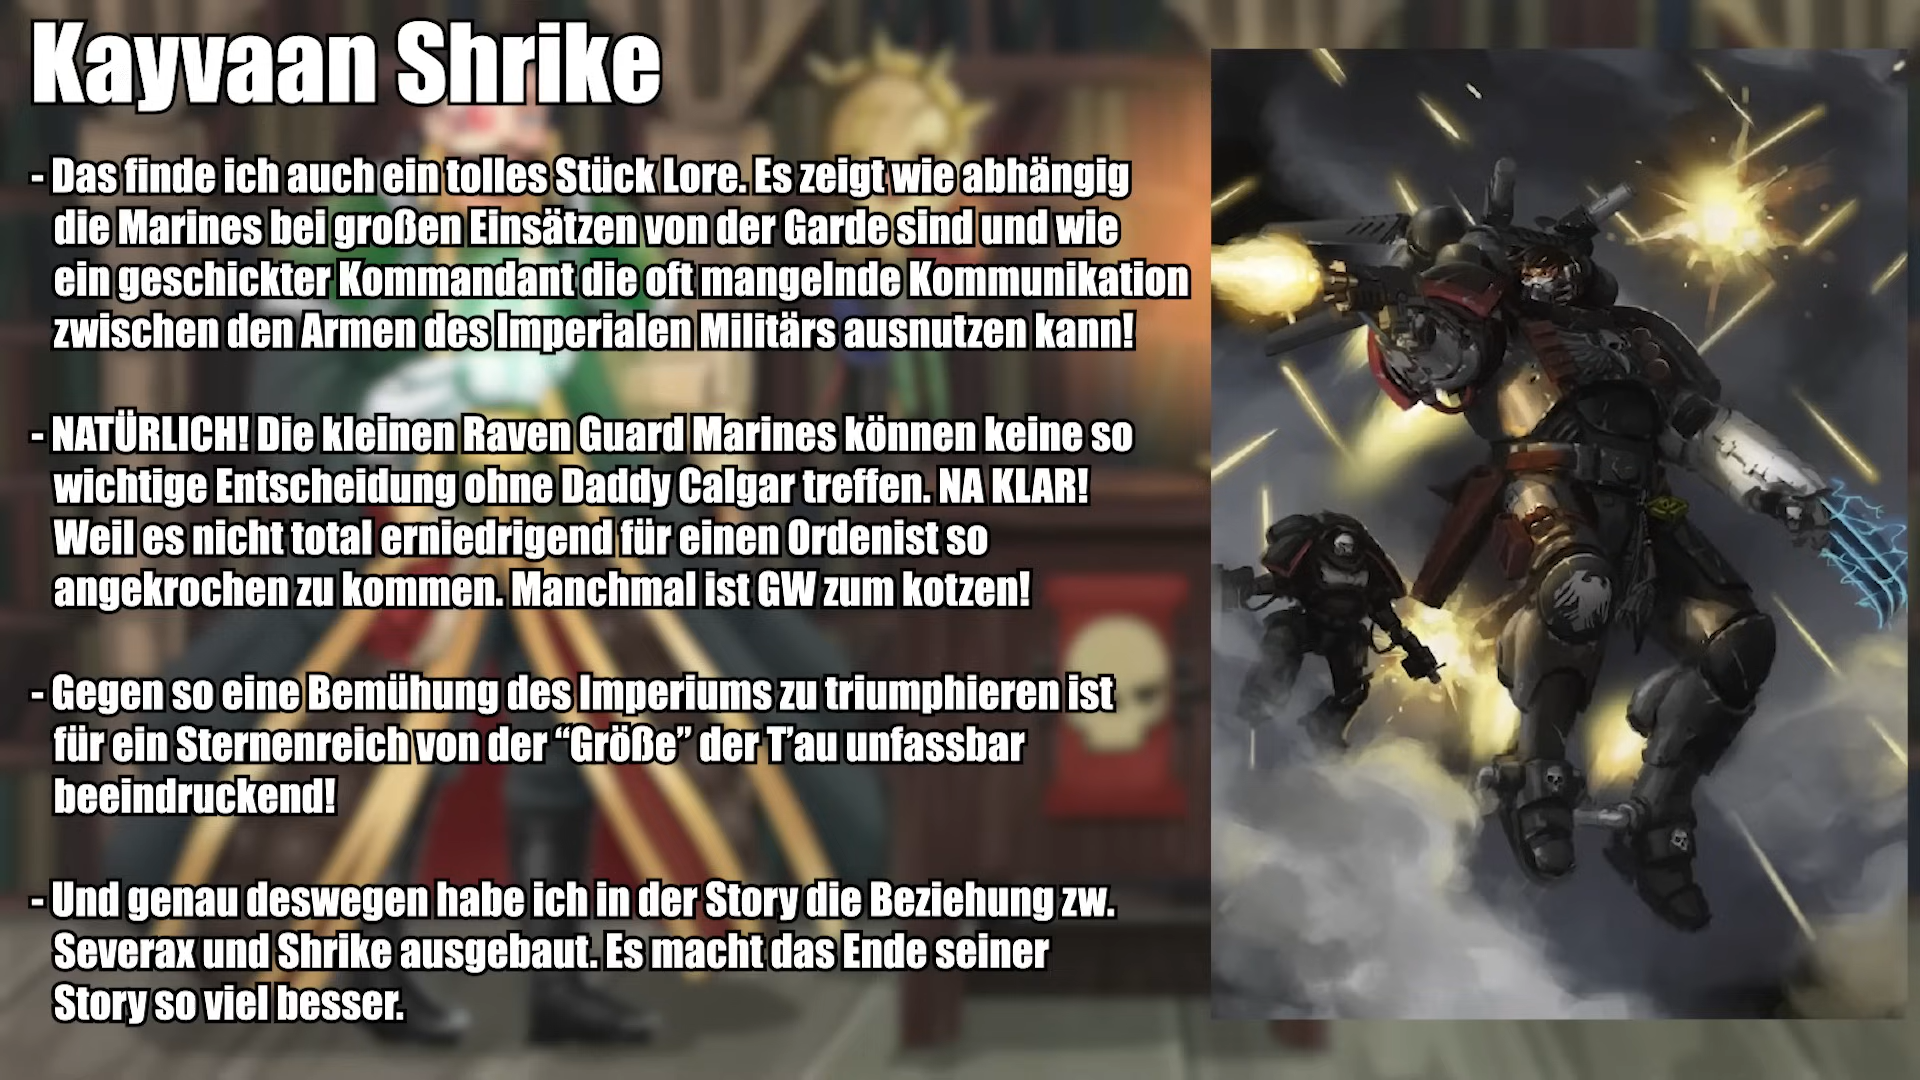 Kayvaan Shrike
- Das finde ich auch ein tolles Stück Lore. Es zeigt wie abhängig
die Marines bei großen Einsätzen von der Garde sind und wie
ein geschickter Kommandant die oft mangelnde Kommunikation
zwischen den Armen des Imperialen Militärs ausnutzen kann!
- NATÜRLICH! Die kleinen Raven Guard Marines können keine so
wichtige Entscheidung ohne Daddy Calgar treffen. NA KLAR!
Weil es nicht total erniedrigend für einen Ordenist so
angekrochen zu kommen. Manchmal ist GW zum kotzen!
- Gegen so eine Bemühung des Imperiums zu triumphieren ist
für ein Sternenreich von der “Größe” der T’au unfassbar
beeindruckend!
- Und genau deswegen habe ich in der Story die Beziehung zw.
Severax und Shrike ausgebaut. Es macht das Ende seiner
Story so viel besser.